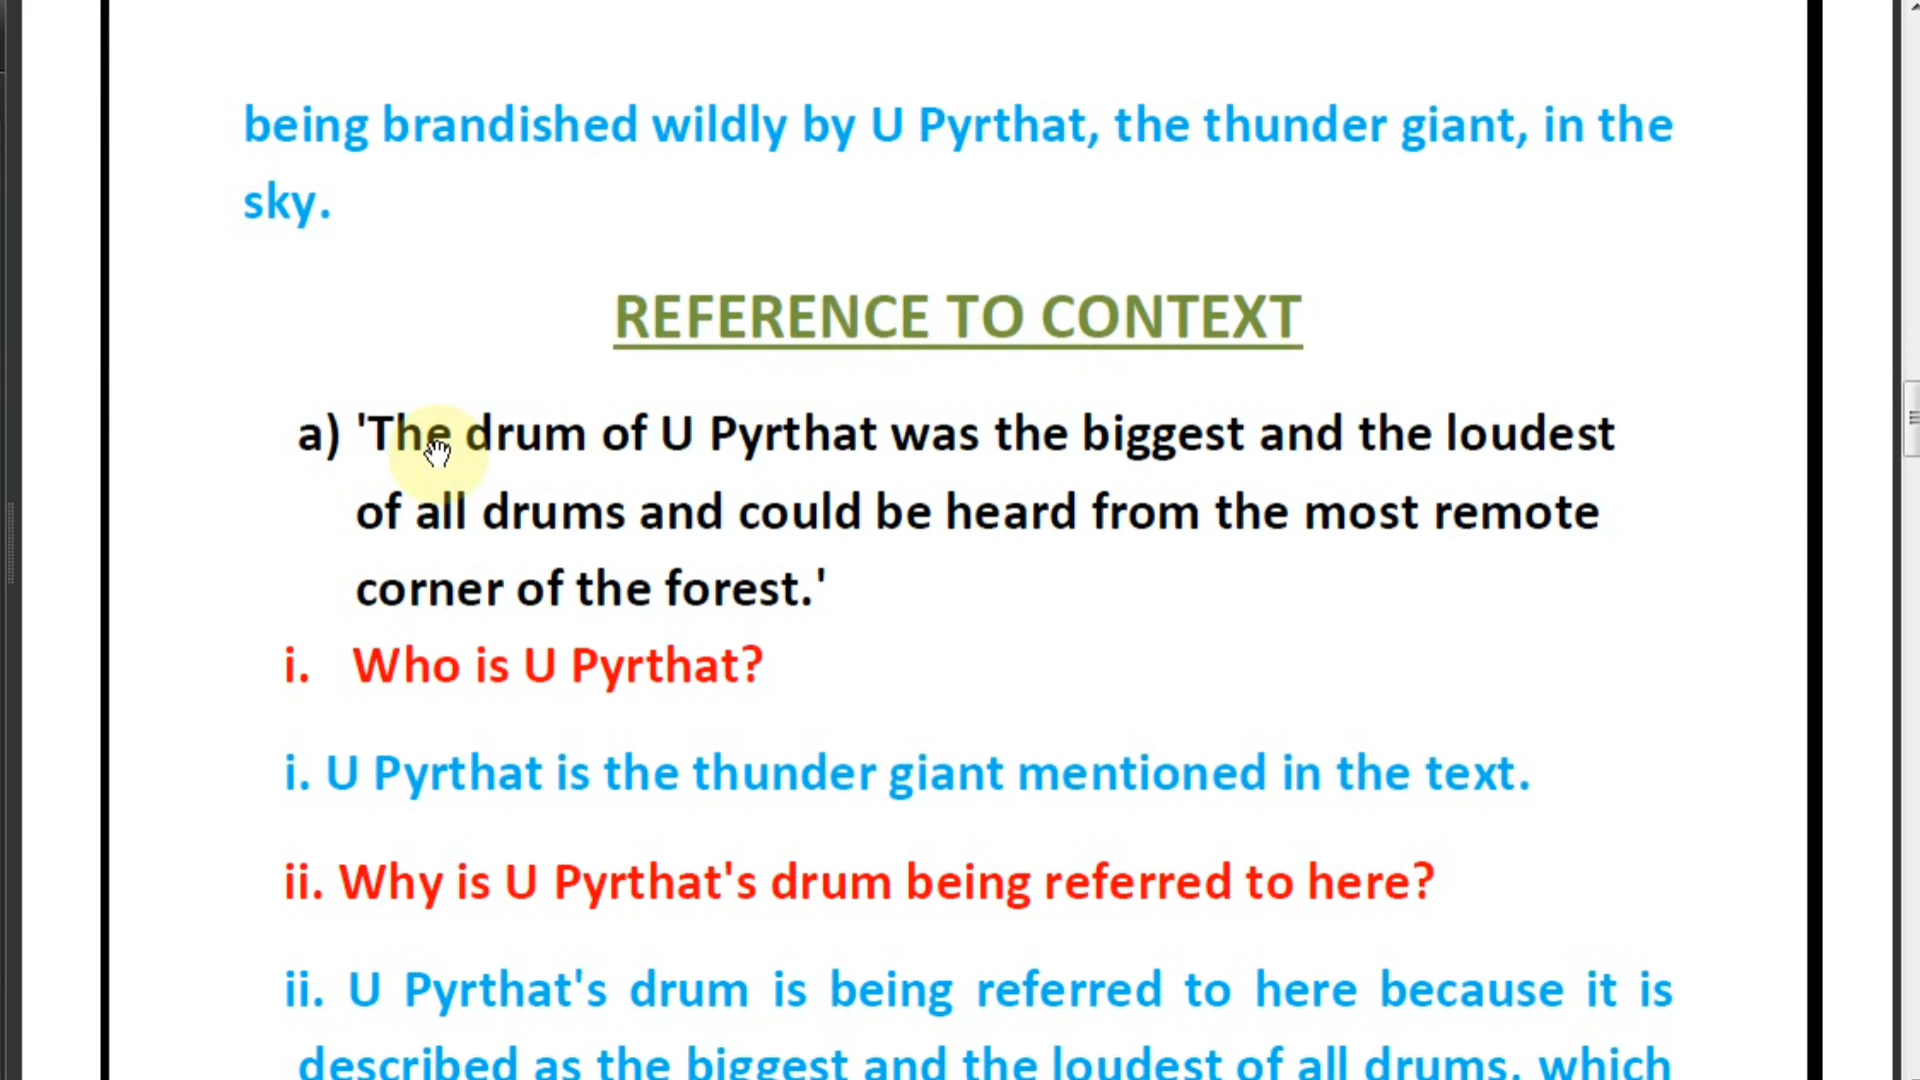 being brandished wildly by U Pyrthat, the thunder giant, in the
sky.
REFERENCE TO CONTEXT
a) 'The drum of U Pyrthat was the biggest and the loudest
of all drums and could be heard from the most remote
corner of the forest.'
i. Who is U Pyrthat?
i. U Pyrthat is the thunder giant mentioned in the text.
ii. Why is U Pyrthat's drum being referred to here?
ii. U Pyrthat's drum is being referred to here because it is
described as the biggest and the loudest of all drums, which